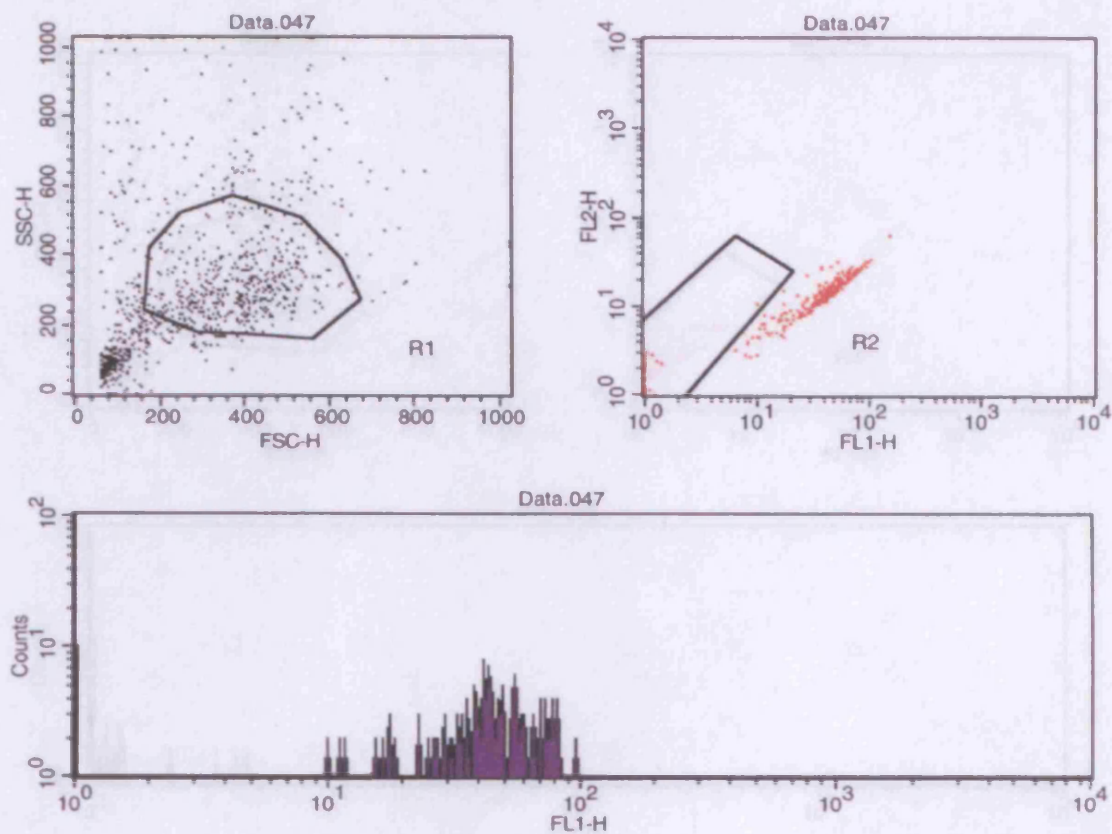 Data.047
1000
800
600
400
200
0
SSC-H
R1
0 200 400 600 800 1000
FSC-H
Data.047
10^4
10^3
10^2
10^1
10^0
FL2-H
R2
10^0 10^1 10^2 10^3 10^4
FL1-H
Data.047
10^2
10^1
10^0
Counts
10^0 10^1 10^2 10^3 10^4
FL1-H